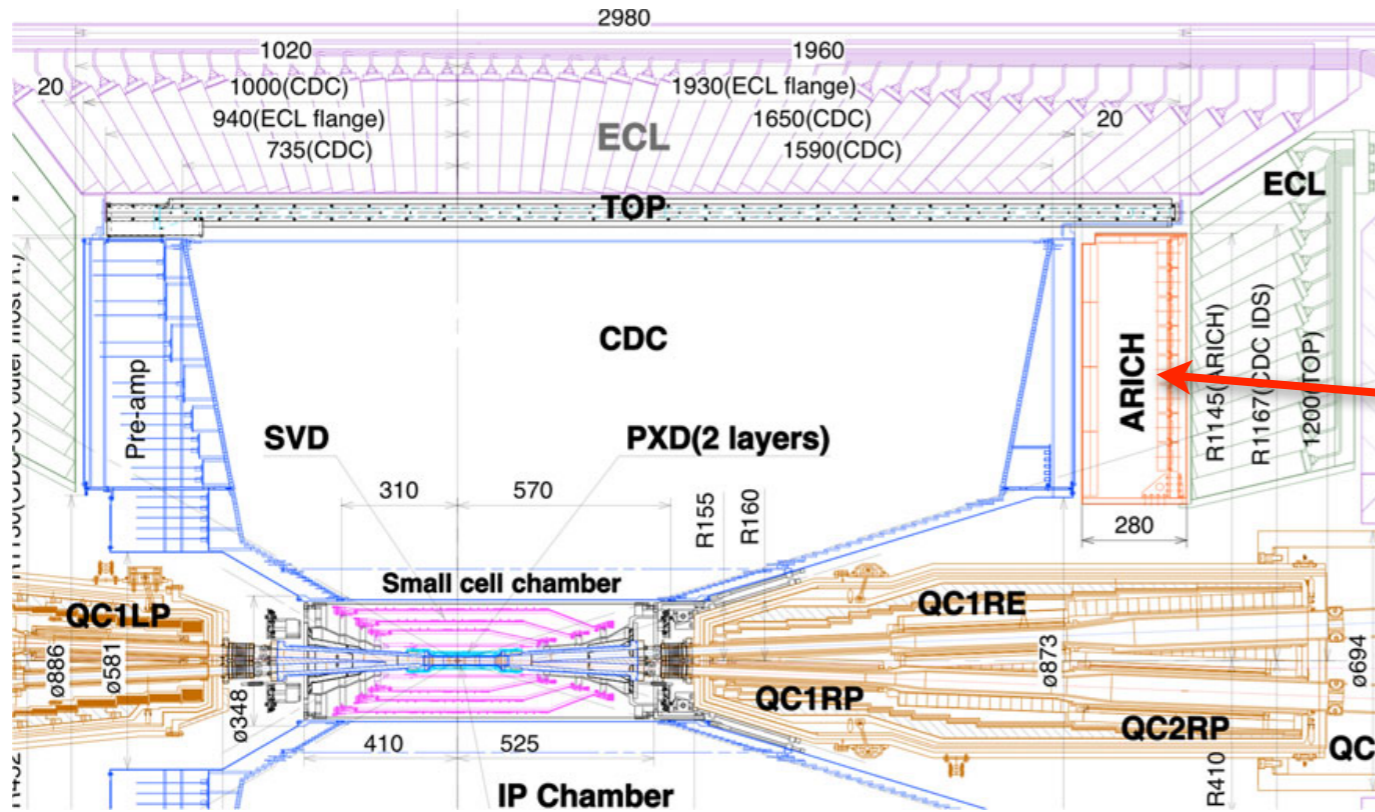 2980
1020 1960
20 1000(CDC) 1930(ECL flange)
940(ECL flange) ECL 1650(CDC) 20
735(CDC) 1590(CDC)
ECL
TOP
CDC
Pre-amp
ARICH
R1145(ARICH)
R1167(CDC IDS)
1200(TOP)
SVD PXD(2 layers)
310 570
R155
R160
280
Small cell chamber
QC1LP QC1RE
ø886
ø581
ø348
ø873
ø694
QC1RP
QC2RP
QC
410 525
R410
IP Chamber